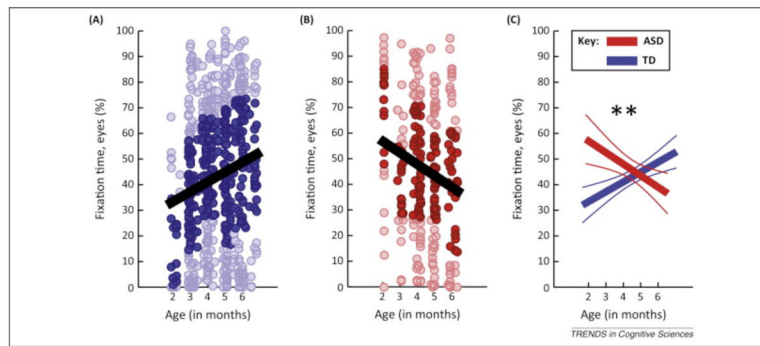 (A)
(B)
(C)
Fixation time, eyes (%)
100
90
80
70
60
50
40
30
20
10
0
2 3 4 5 6
Age (in months)
Fixation time, eyes (%)
100
90
80
70
60
50
40
30
20
10
0
2 3 4 5 6
Age (in months)
Key: ASD
TD
**
Fixation time, eyes (%)
100
90
80
70
60
50
40
30
20
10
0
2 3 4 5 6
Age (in months)
TRENDS in Cognitive Sciences